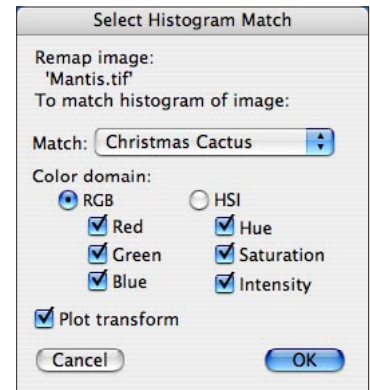 Select Histogram Match
Remap image:
'Mantis.tif'
To match histogram of image:
Match: Christmas Cactus
Color domain:
RGB HSI
Red Hue
Green Saturation
Blue Intensity
Plot transform
Cancel OK